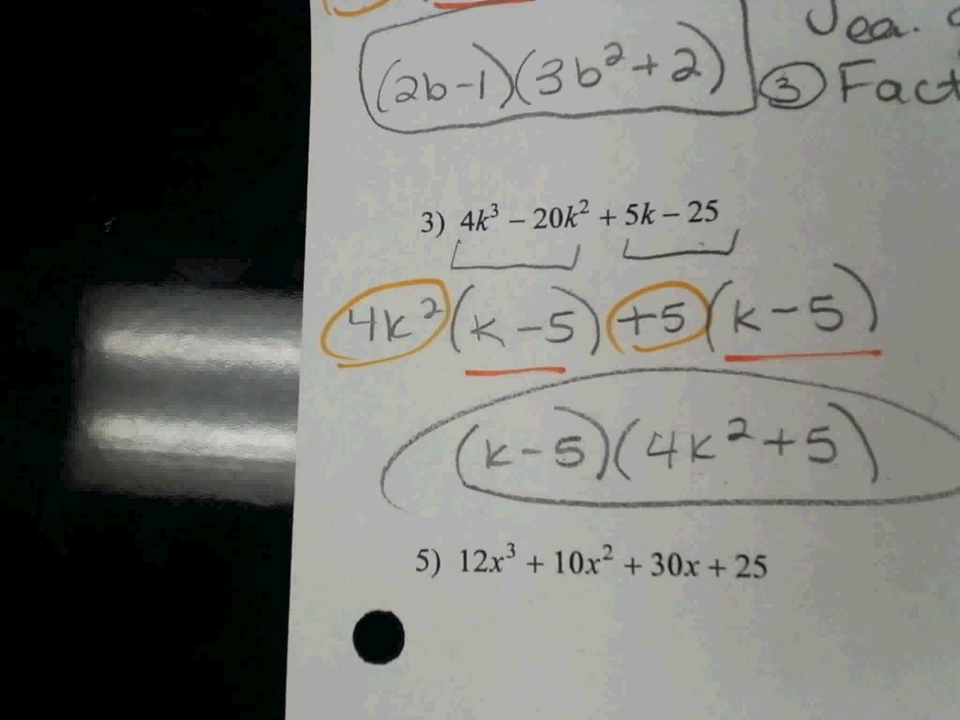 (2b-1)(3b²+2)
ea.
③ Fact
3) 4k³ − 20k² + 5k − 25
4k²(k-5)+5(k-5)
(k-5)(4k²+5)
5) 12x³ + 10x² + 30x + 25